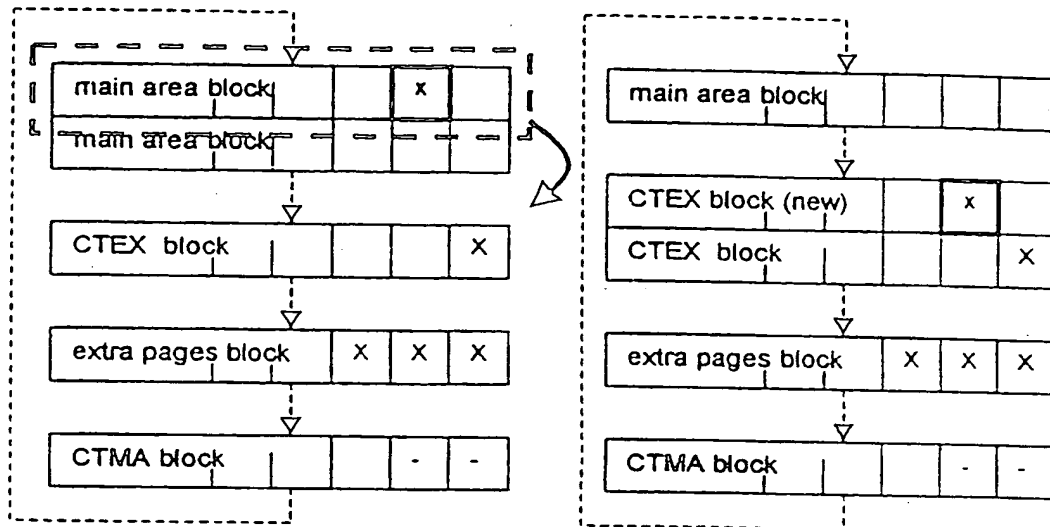 main area block x
main area block
CTEX block X
extra pages block X X X
CTMA block - -
main area block
CTEX block (new) x
CTEX block X
extra pages block X X X
CTMA block - -